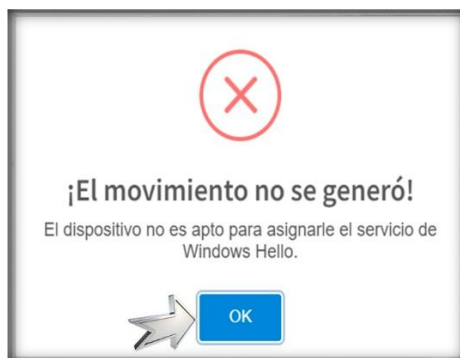 ¡El movimiento no se generó!
El dispositivo no es apto para asignarle el servicio de
Windows Hello.
OK